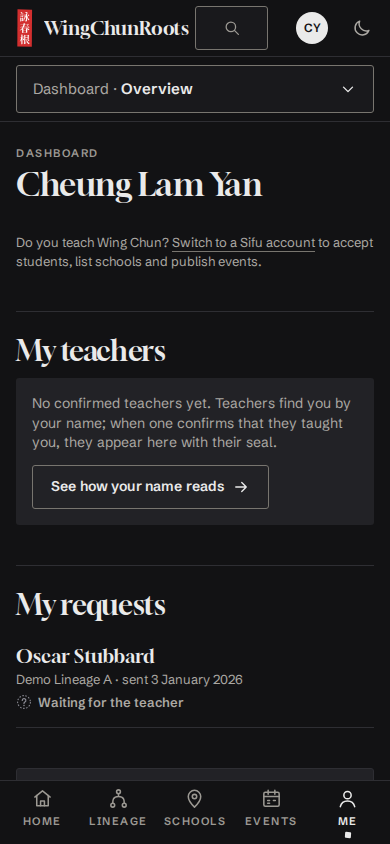 詠春根
WingChunRoots
CY
Dashboard · Overview
DASHBOARD
Cheung Lam Yan
Do you teach Wing Chun? Switch to a Sifu account to accept
students, list schools and publish events.
My teachers
No confirmed teachers yet. Teachers find you by
your name; when one confirms that they taught
you, they appear here with their seal.
See how your name reads →
My requests
Oscar Stubbard
Demo Lineage A · sent 3 January 2026
Waiting for the teacher
HOME LINEAGE SCHOOLS EVENTS ME